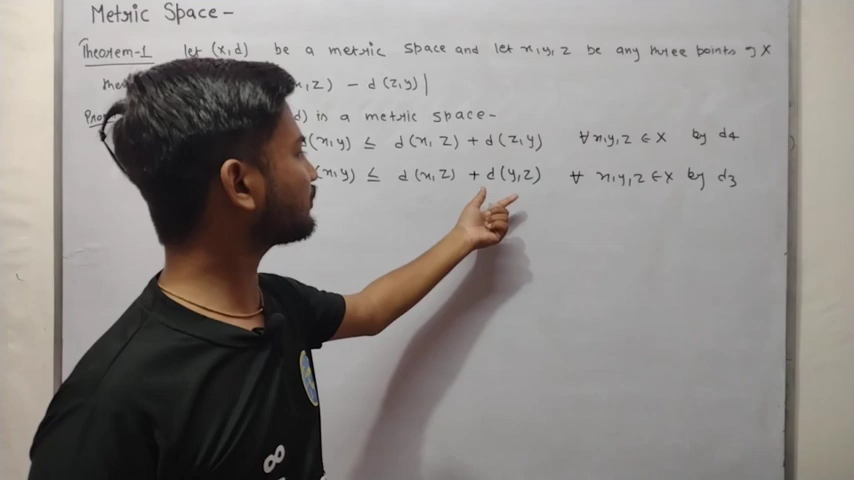 Metric Space -
Theorem-1 let (x,d) be a metric space and let x,y,z be any three points of X
,z) - d(z,y)|
d) is a metric space -
(x,y) ≤ d(x,z) + d(z,y) ∀ x,y,z ∈ X by d4
(x,y) ≤ d(x,z) + d(y,z) ∀ x,y,z ∈ X by d3
∞